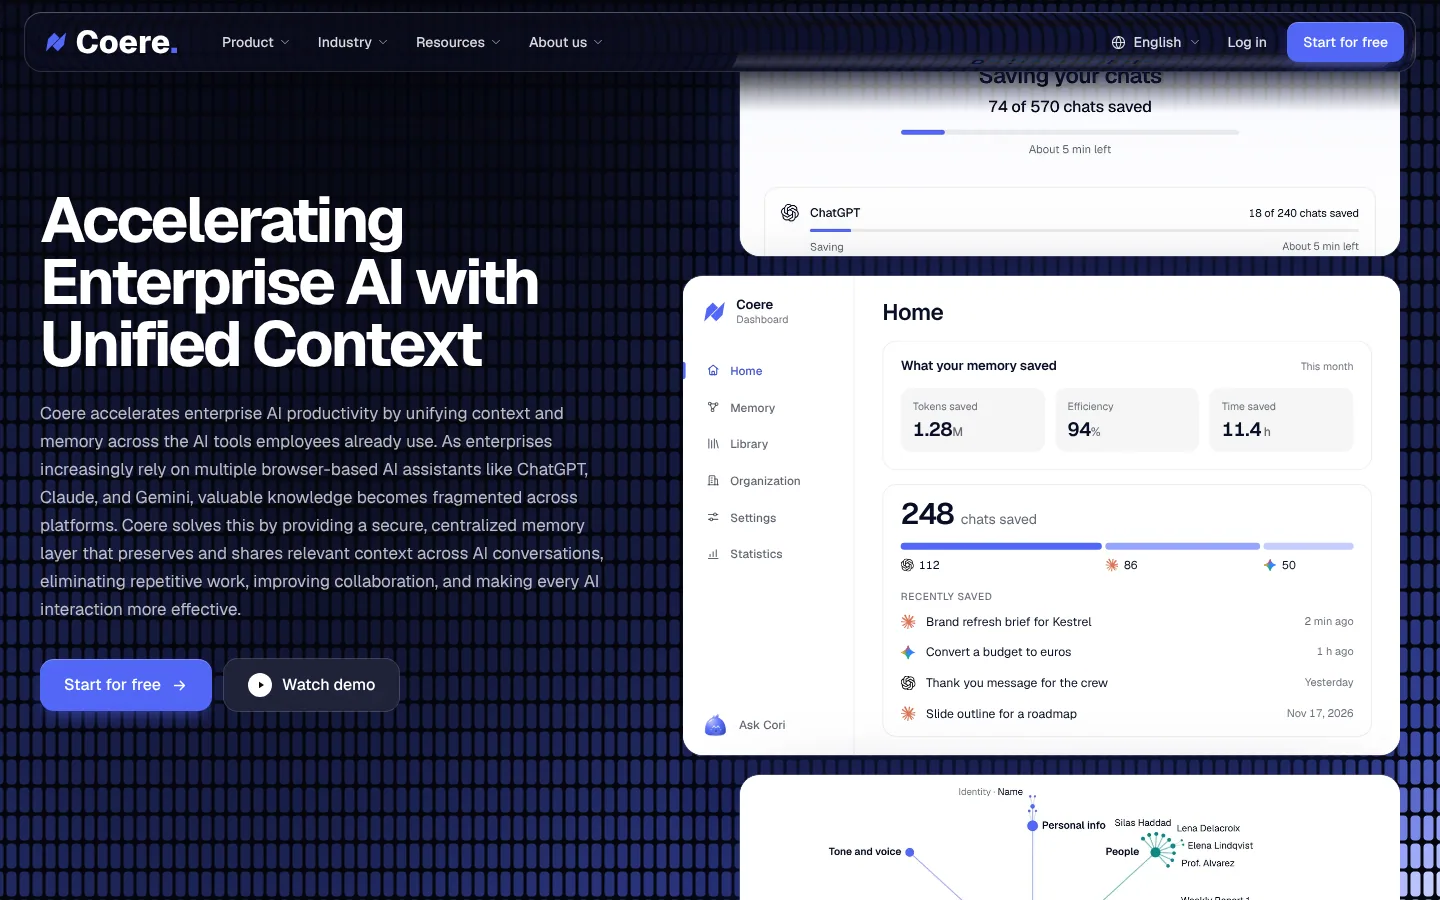 Coere.
Product
Industry
Resources
About us
English
Log in
Start for free
Accelerating
Enterprise AI with
Unified Context
Coere accelerates enterprise AI productivity by unifying context and
memory across the AI tools employees already use. As enterprises
increasingly rely on multiple browser-based AI assistants like ChatGPT,
Claude, and Gemini, valuable knowledge becomes fragmented across
platforms. Coere solves this by providing a secure, centralized memory
layer that preserves and shares relevant context across AI conversations,
eliminating repetitive work, improving collaboration, and making every AI
interaction more effective.
Start for free
Watch demo
Saving your chats
74 of 570 chats saved
About 5 min left
ChatGPT
18 of 240 chats saved
Saving
About 5 min left
Coere
Dashboard
Home
Memory
Library
Organization
Settings
Statistics
Ask Cori
Home
What your memory saved
This month
Tokens saved
1.28M
Efficiency
94%
Time saved
11.4h
248 chats saved
112
86
50
RECENTLY SAVED
Brand refresh brief for Kestrel
2 min ago
Convert a budget to euros
1 h ago
Thank you message for the crew
Yesterday
Slide outline for a roadmap
Nov 17, 2026
Identity · Name
Personal info
Tone and voice
People
Silas Haddad
Lena Delacroix
Elena Lindqvist
Prof. Alvarez